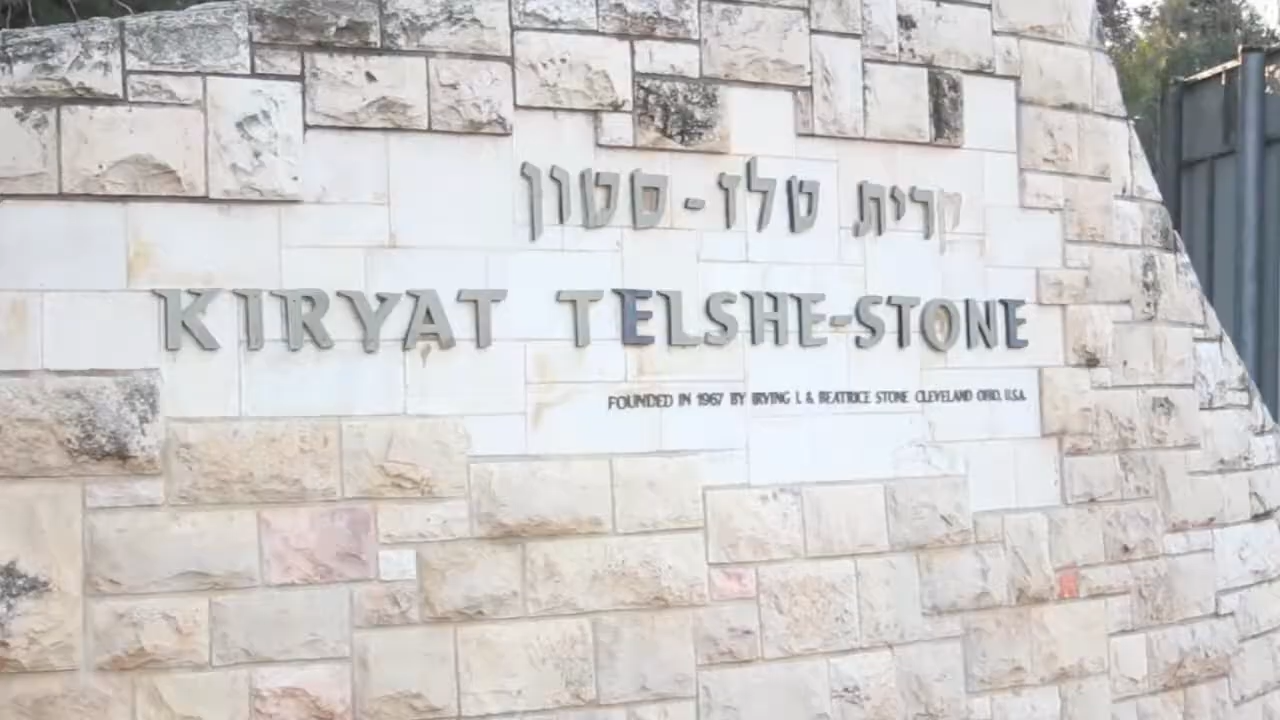 קרית טלז-סטון
KIRYAT TELSHE-STONE
FOUNDED IN 1967 BY IRVING I. & BEATRICE STONE CLEVELAND OHIO, U.S.A.